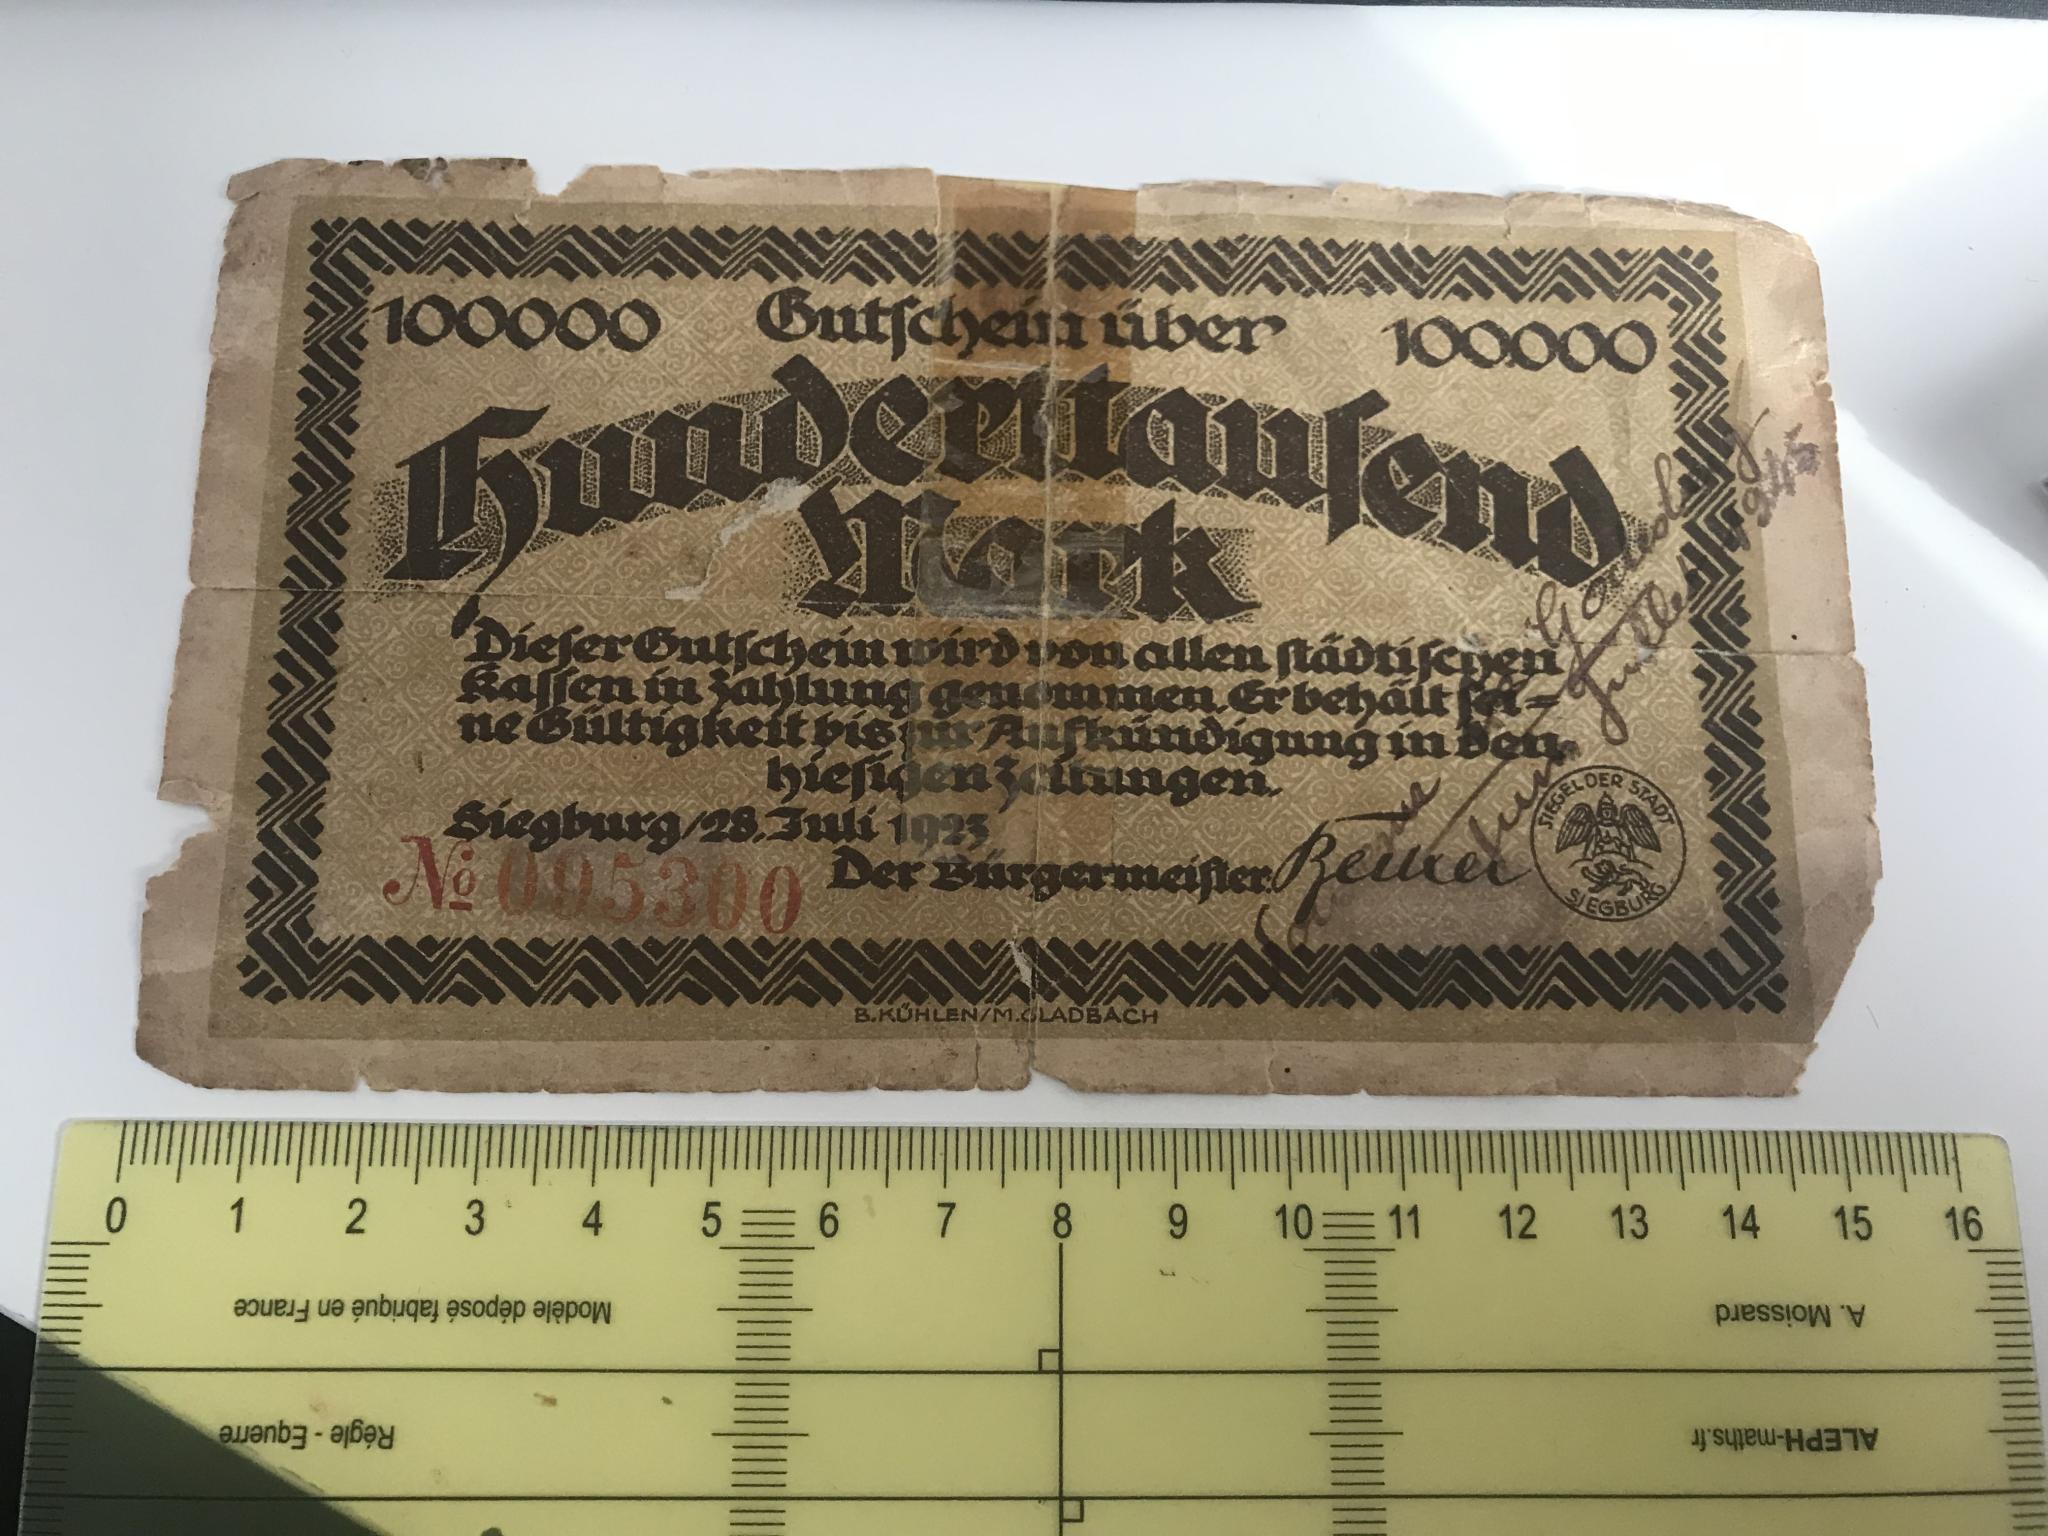 100000 Gutschein über 100000
Hunderttausend
Mark
Dieser Gutschein wird von allen städtischen
Kassen in Zahlung genommen. Er behält sei=
ne Gültigkeit bis zur Aufkündigung in den
hiesigen Zeitungen.
Siegburg/28. Juli 1923
№ 095300
Der Bürgermeister:
SIEGEL DER STADT
SIEGBURG
B. KÜHLEN/M. GLADBACH
0 1 2 3 4 5 6 7 8 9 10 11 12 13 14 15 16
Modèle déposé fabriqué en France
A. Moissard
Régle - Equerre
ALEPH-maths.fr